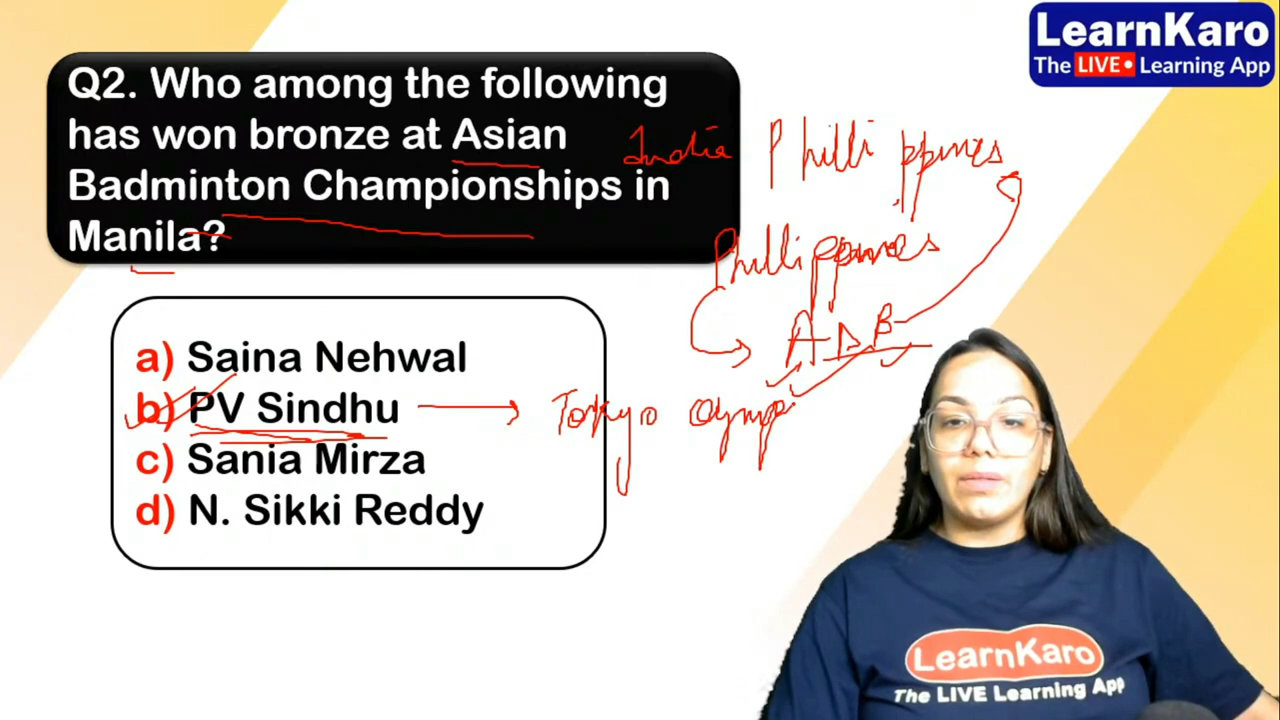 LearnKaro
The LIVE Learning App
Q2. Who among the following
has won bronze at Asian
Badminton Championships in
Manila?
India Phillippines
Phillippines
ADB
a) Saina Nehwal
b) PV Sindhu
Tokyo Olymp
c) Sania Mirza
d) N. Sikki Reddy
LearnKaro
The LIVE Learning App